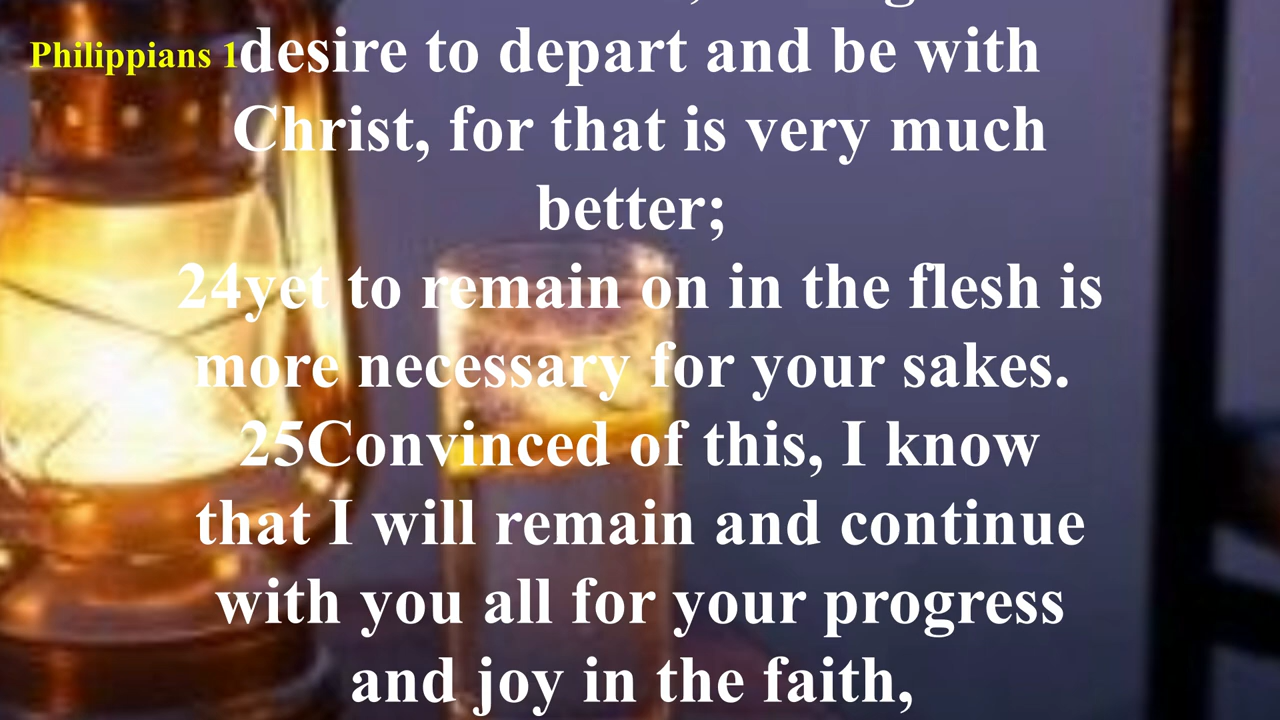 Philippians 1
desire to depart and be with
Christ, for that is very much
better;
24yet to remain on in the flesh is
more necessary for your sakes.
25Convinced of this, I know
that I will remain and continue
with you all for your progress
and joy in the faith,